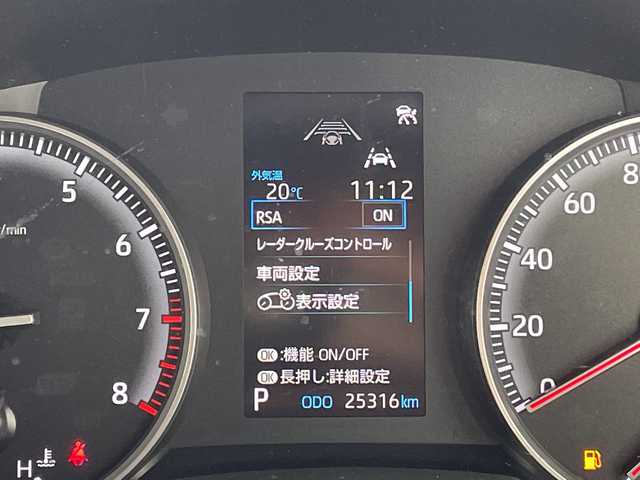 外気温
20℃ 11:12
RSA ON
レーダークルーズコントロール
車両設定
表示設定
OK:機能 ON/OFF
OK長押し:詳細設定
P ODO 25316km
/min
5
6
7
8
H
80
60
40
20
0